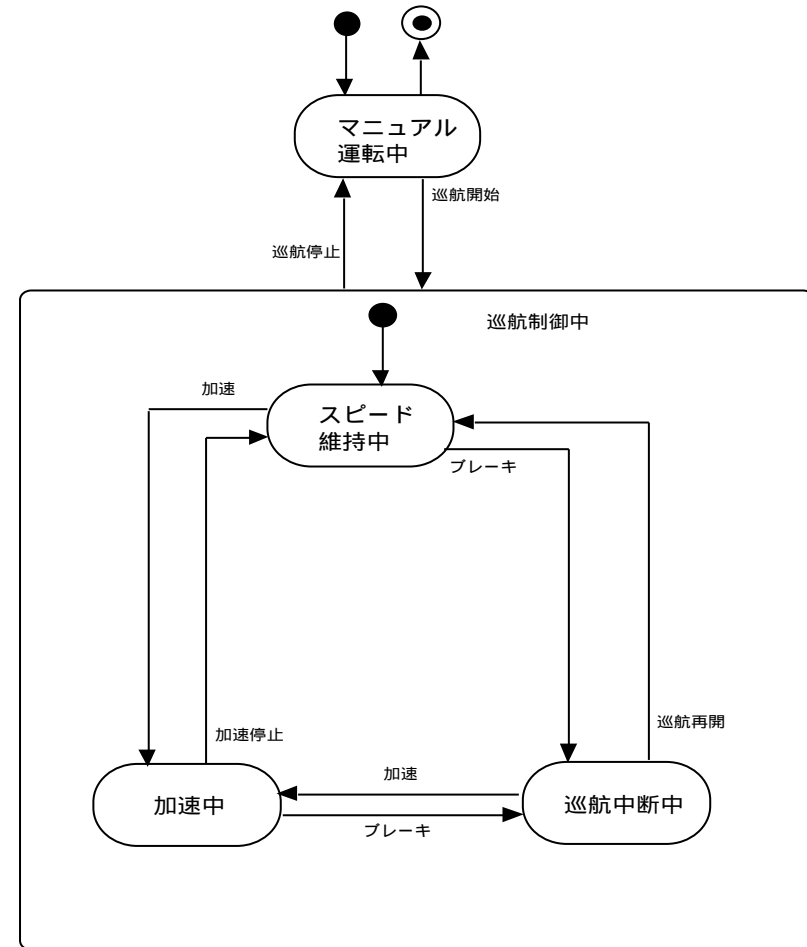 マニュアル
運転中
巡航開始
巡航停止
巡航制御中
加速
スピード
維持中
ブレーキ
巡航再開
加速停止
加速
加速中
巡航中断中
ブレーキ